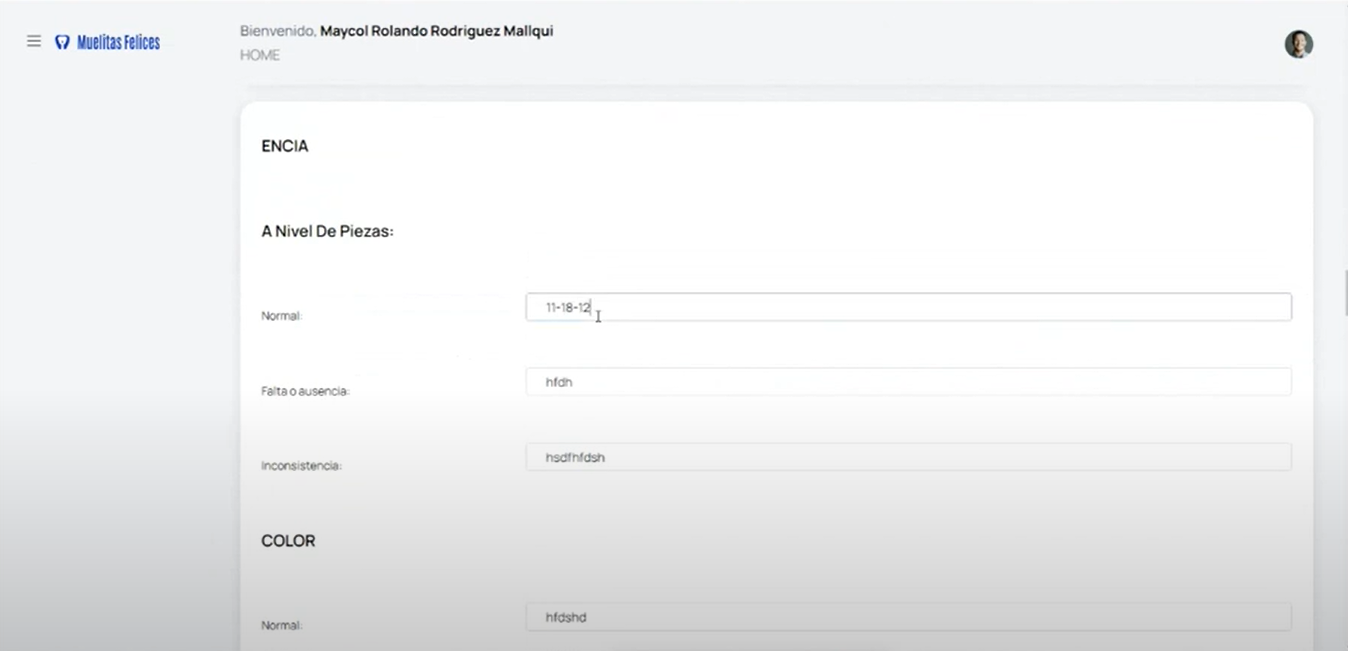 Muelitas Felices
Bienvenido, Maycol Rolando Rodriguez Mallqui
HOME
ENCIA
A Nivel De Piezas:
Normal: 11-18-12
Falta o ausencia: hfdh
Inconsistencia: hsdfhfdsh
COLOR
Normal: hfdshd